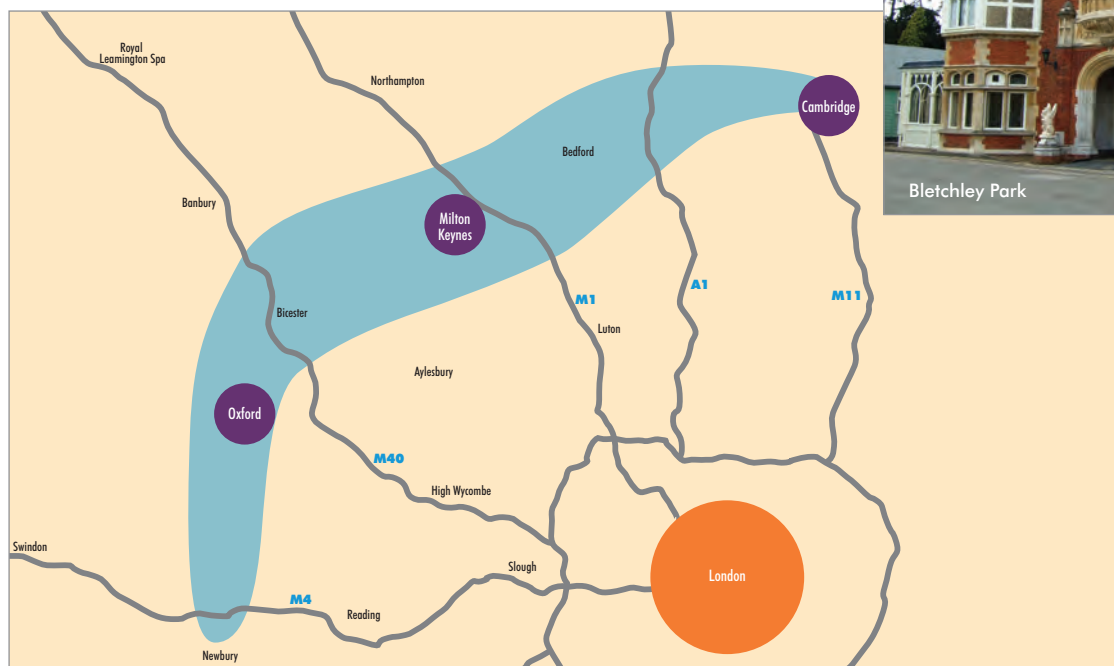 Royal
Leamington Spa
Northampton
Cambridge
Bedford
Bletchley Park
Banbury
Milton
Keynes
M1
A1
M11
Bicester
Luton
Aylesbury
Oxford
M40
High Wycombe
Swindon
Slough
London
M4
Reading
Newbury